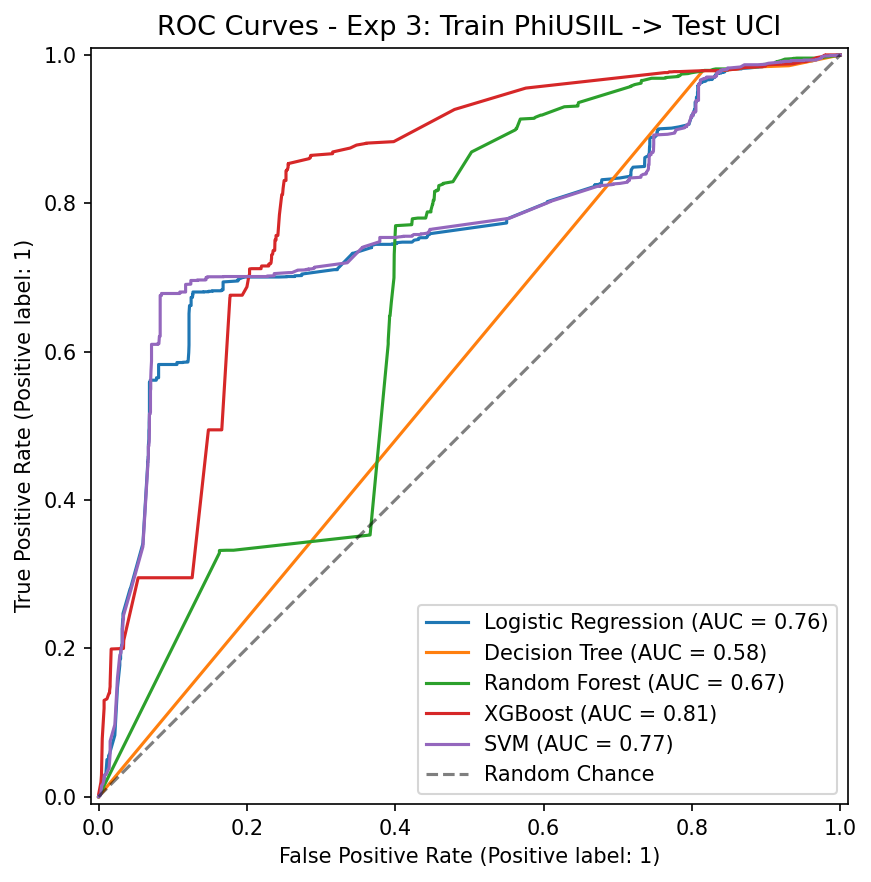 ROC Curves - Exp 3: Train PhiUSIIL -> Test UCI
True Positive Rate (Positive label: 1)
1.0
0.8
0.6
0.4
0.2
0.0
Logistic Regression (AUC = 0.76)
Decision Tree (AUC = 0.58)
Random Forest (AUC = 0.67)
XGBoost (AUC = 0.81)
SVM (AUC = 0.77)
Random Chance
0.0 0.2 0.4 0.6 0.8 1.0
False Positive Rate (Positive label: 1)